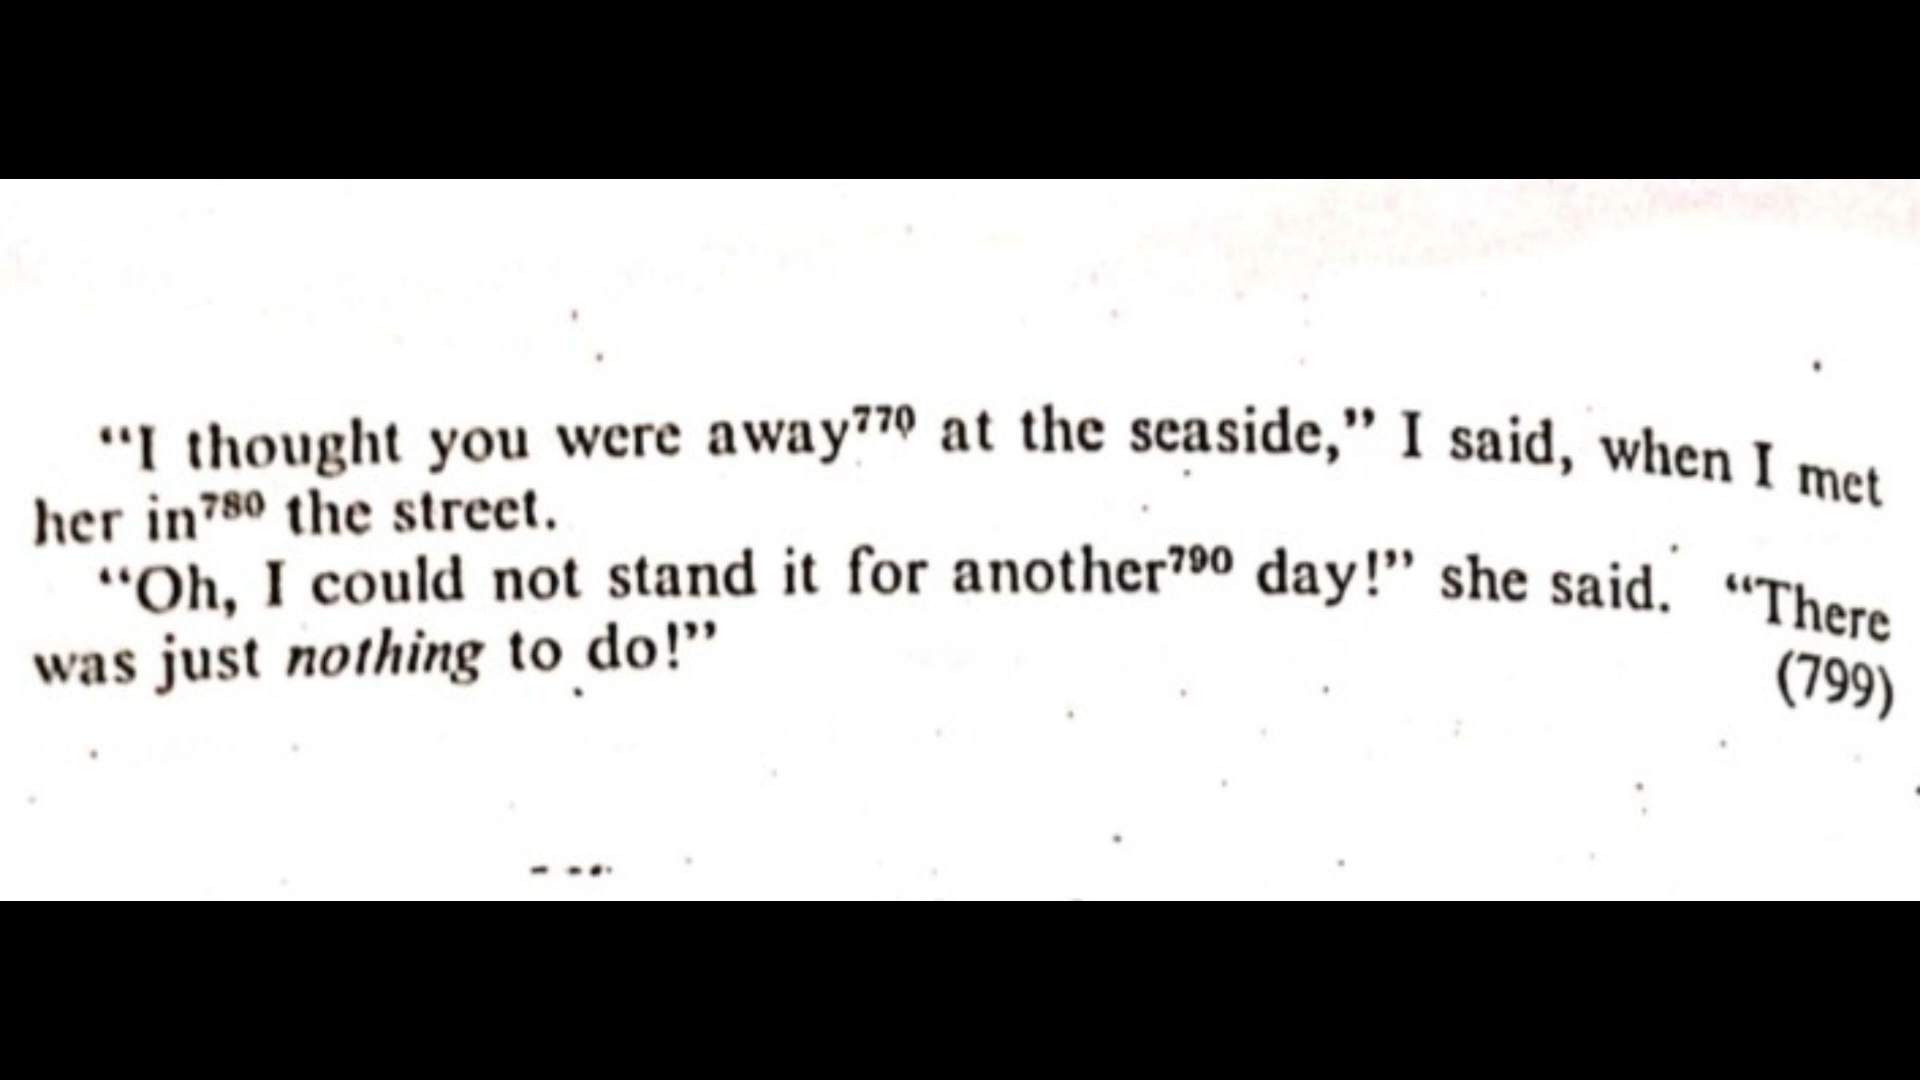 “I thought you were away⁷⁷⁰ at the seaside,” I said, when I met
her in⁷⁸⁰ the street.
“Oh, I could not stand it for another⁷⁹⁰ day!” she said. “There
was just nothing to do!”
(799)